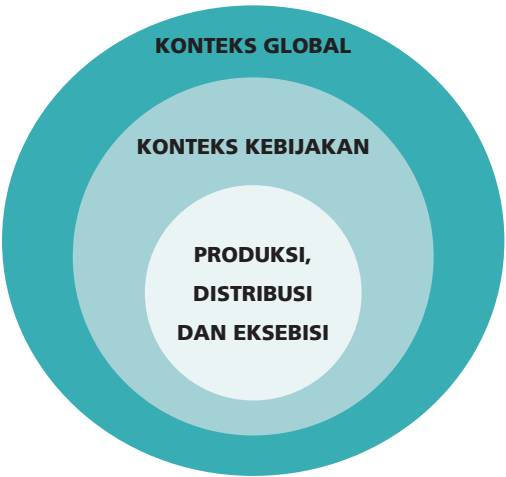 KONTEKS GLOBAL
KONTEKS KEBIJAKAN
PRODUKSI,
DISTRIBUSI
DAN EKSEBISI